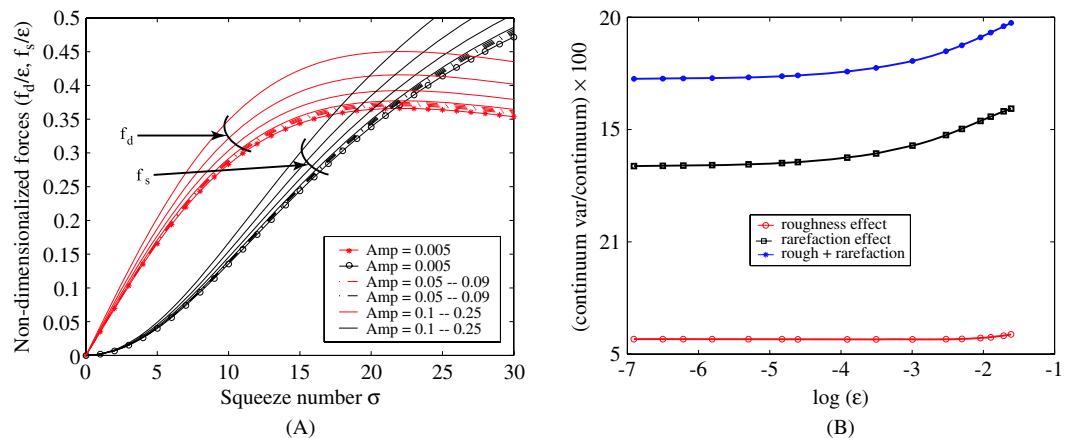 Non-dimensionalized forces (f_d/ε, f_s/ε)
0.5
0.45
0.4
0.35
0.3
0.25
0.2
0.15
0.1
0.05
0
f_d
f_s
Amp = 0.005
Amp = 0.005
Amp = 0.05 -- 0.09
Amp = 0.05 -- 0.09
Amp = 0.1 -- 0.25
Amp = 0.1 -- 0.25
0 5 10 15 20 25 30
Squeeze number σ
(A)
(continuum var/continuum) × 100
20
15
21
5
roughness effect
rarefaction effect
rough + rarefaction
-7 -6 -5 -4 -3 -2 -1
log (ε)
(B)